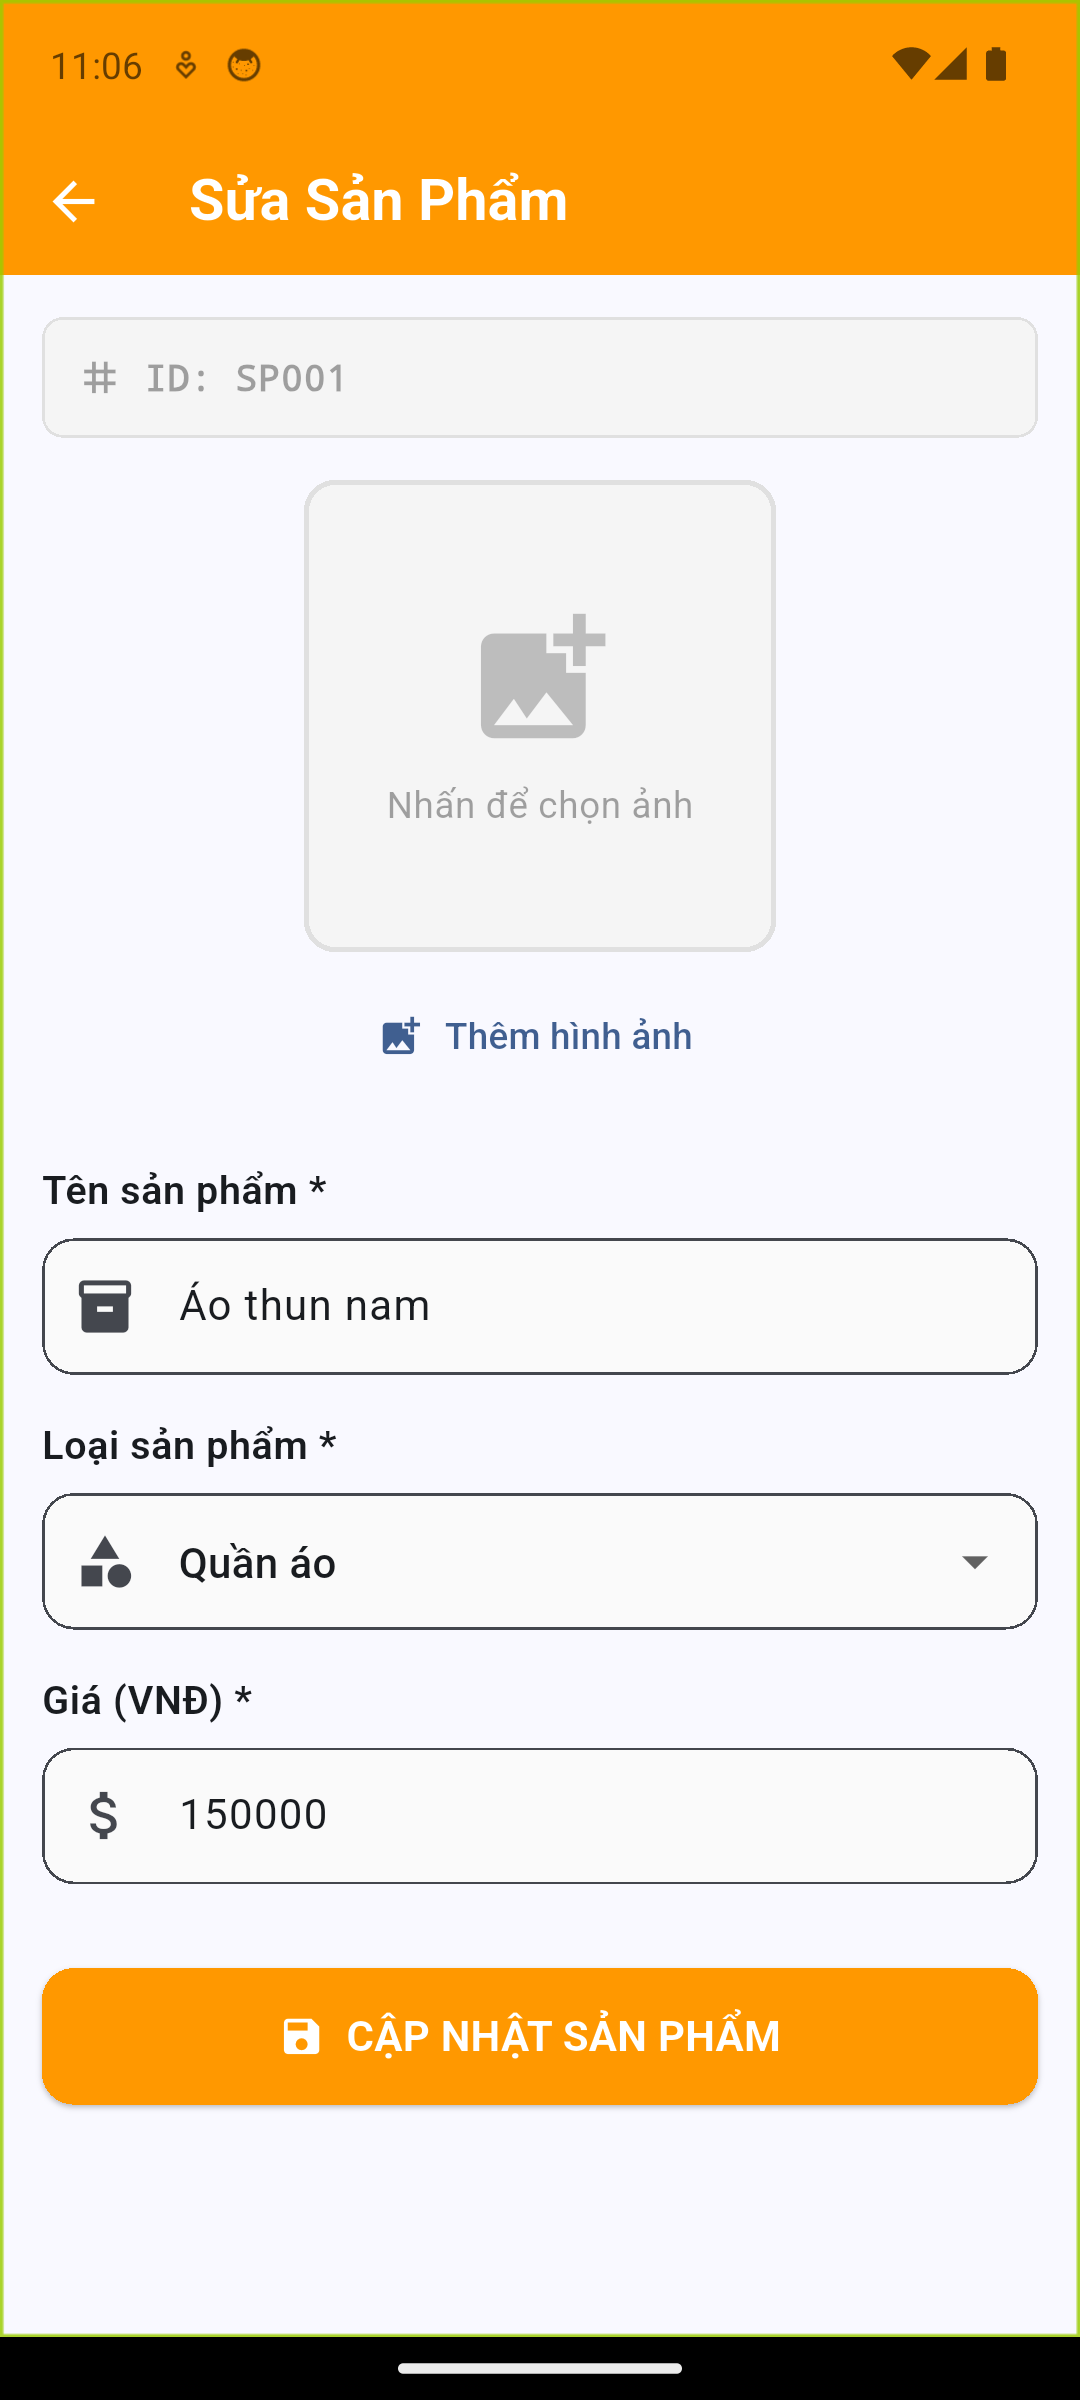 11:06
Sửa Sản Phẩm
ID: SP001
Nhấn để chọn ảnh
Thêm hình ảnh
Tên sản phẩm *
Áo thun nam
Loại sản phẩm *
Quần áo
Giá (VNĐ) *
$ 150000
CẬP NHẬT SẢN PHẨM